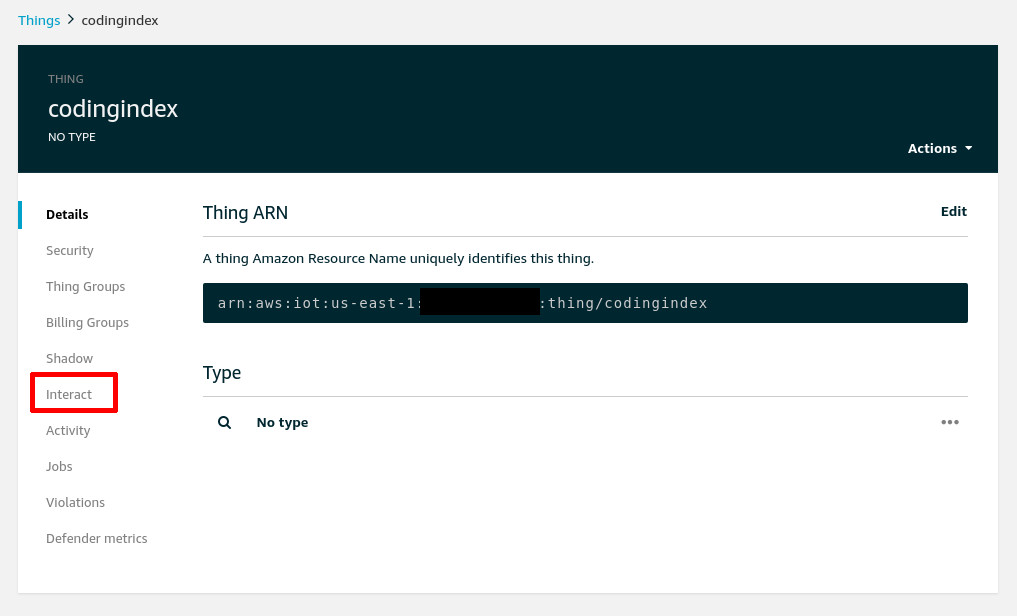 Things > codingindex
THING
codingindex
NO TYPE
Actions
Details
Security
Thing Groups
Billing Groups
Shadow
Interact
Activity
Jobs
Violations
Defender metrics
Thing ARN
Edit
A thing Amazon Resource Name uniquely identifies this thing.
arn:aws:iot:us-east-1: :thing/codingindex
Type
No type